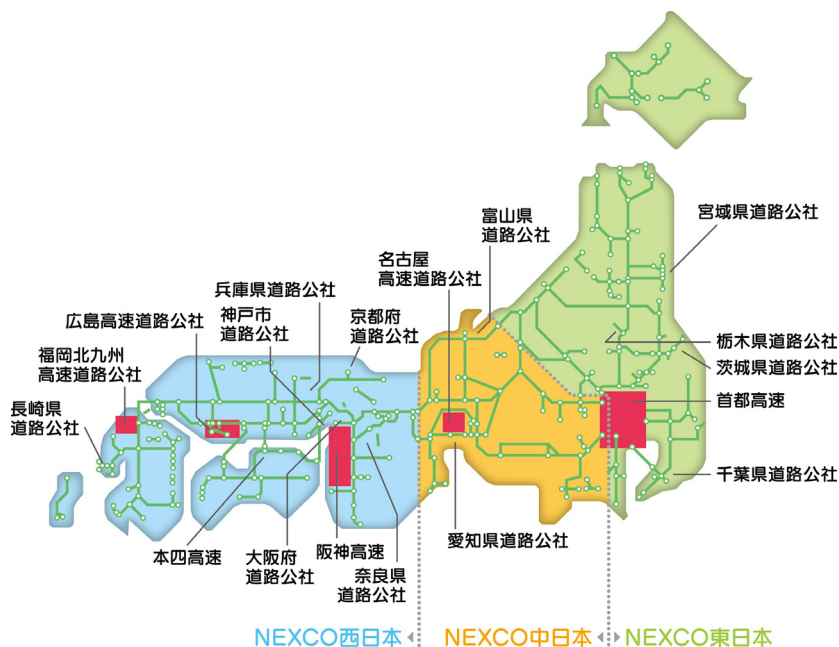 富山県
道路公社
宮域県道路公社
名古屋
高速道路公社
兵庫県道路公社
神戸市
道路公社
京都府
道路公社
広島高速道路公社
福岡北九州
高速道路公社
長崎県
道路公社
栃木県道路公社
茨城県道路公社
首都高速
千葉県道路公社
愛知県道路公社
本四高速
大阪府
道路公社
阪神高速
奈良県
道路公社
NEXCO西日本
NEXCO中日本
NEXCO東日本